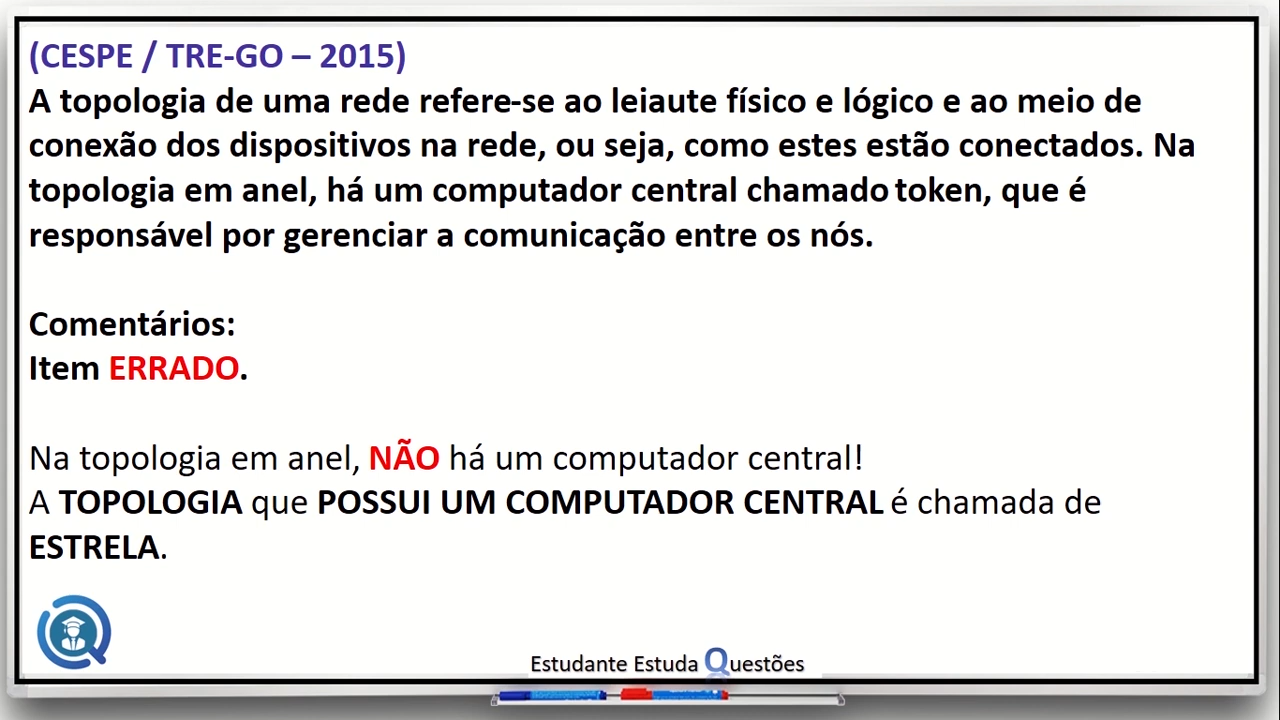 (CESPE / TRE-GO – 2015)
A topologia de uma rede refere-se ao leiaute físico e lógico e ao meio de
conexão dos dispositivos na rede, ou seja, como estes estão conectados. Na
topologia em anel, há um computador central chamado token, que é
responsável por gerenciar a comunicação entre os nós.
Comentários:
Item ERRADO.
Na topologia em anel, NÃO há um computador central!
A TOPOLOGIA que POSSUI UM COMPUTADOR CENTRAL é chamada de
ESTRELA.
Estudante Estuda Questões